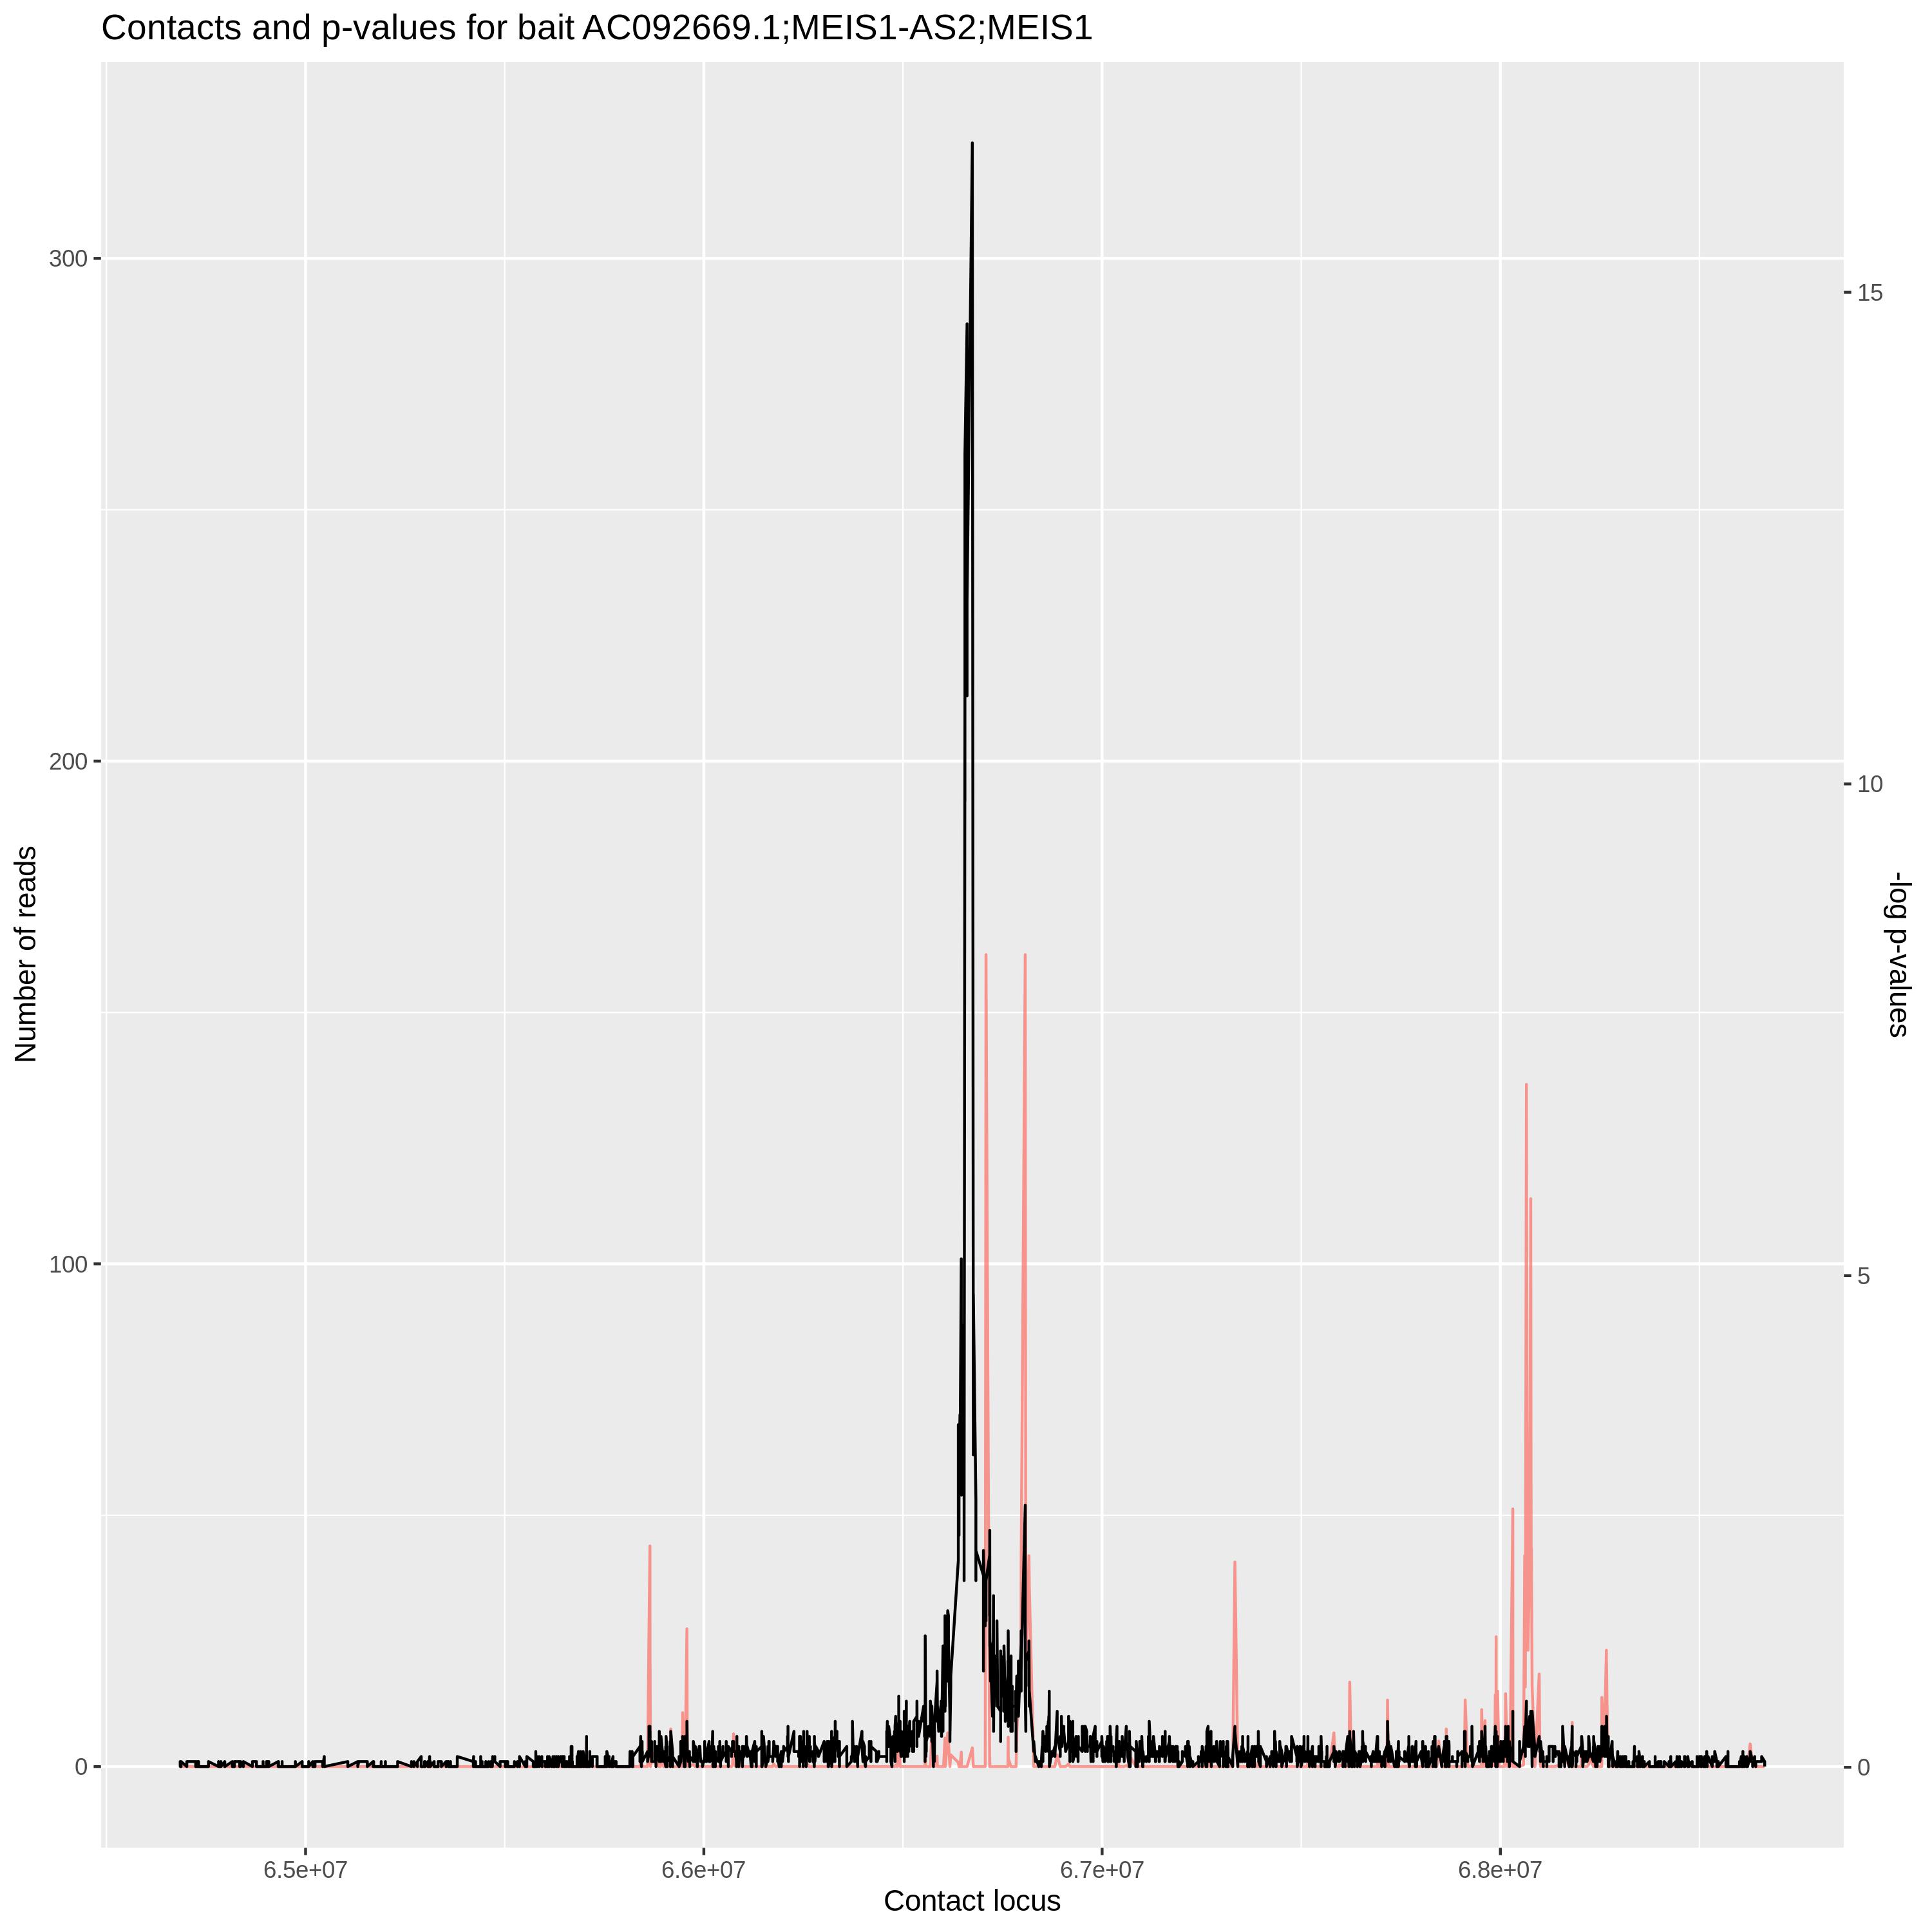 Contacts and p-values for bait AC092669.1;MEIS1-AS2;MEIS1
300
200
100
0
Number of reads
15
10
5
0
-log p-values
6.5e+07
6.6e+07
6.7e+07
6.8e+07
Contact locus